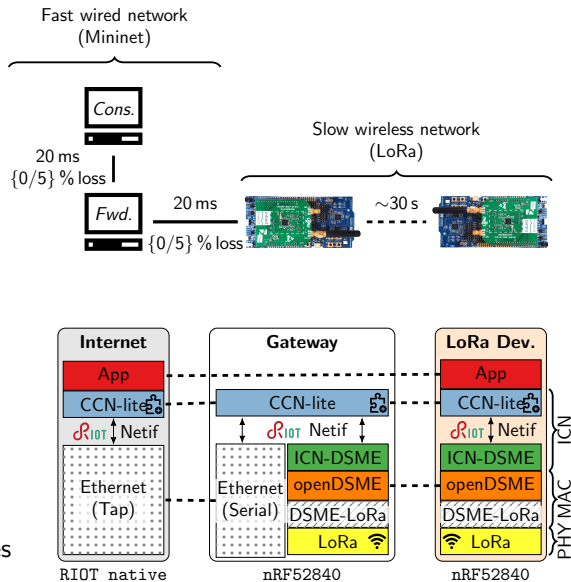 Fast wired network
(Mininet)
Cons.
20 ms
{0/5} % loss
Slow wireless network
(LoRa)
Fwd.
20 ms
{0/5} % loss
∼30 s
Internet
Gateway
LoRa Dev.
App
App
CCN-lite
CCN-lite
CCN-lite
RIOT Netif
RIOT Netif
RIOT Netif
ICN
Ethernet
(Tap)
Ethernet
(Serial)
ICN-DSME
openDSME
DSME-LoRa
LoRa
ICN-DSME
openDSME
DSME-LoRa
LoRa
PHY MAC
es
RIOT native
nRF52840
nRF52840